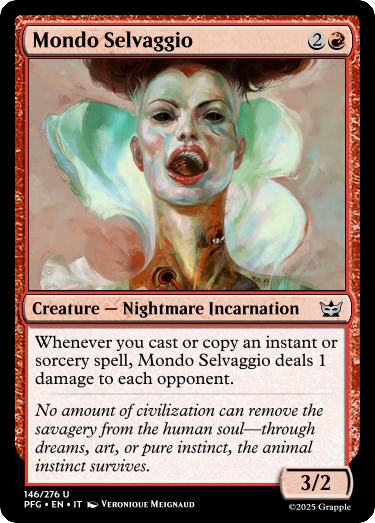 Mondo Selvaggio 2
Creature — Nightmare Incarnation
Whenever you cast or copy an instant or
sorcery spell, Mondo Selvaggio deals 1
damage to each opponent.
No amount of civilization can remove the
savagery from the human soul—through
dreams, art, or pure instinct, the animal
instinct survives.
3/2
146/276 U
PFG • EN • IT Veronique Meignaud
©2025 Grapple